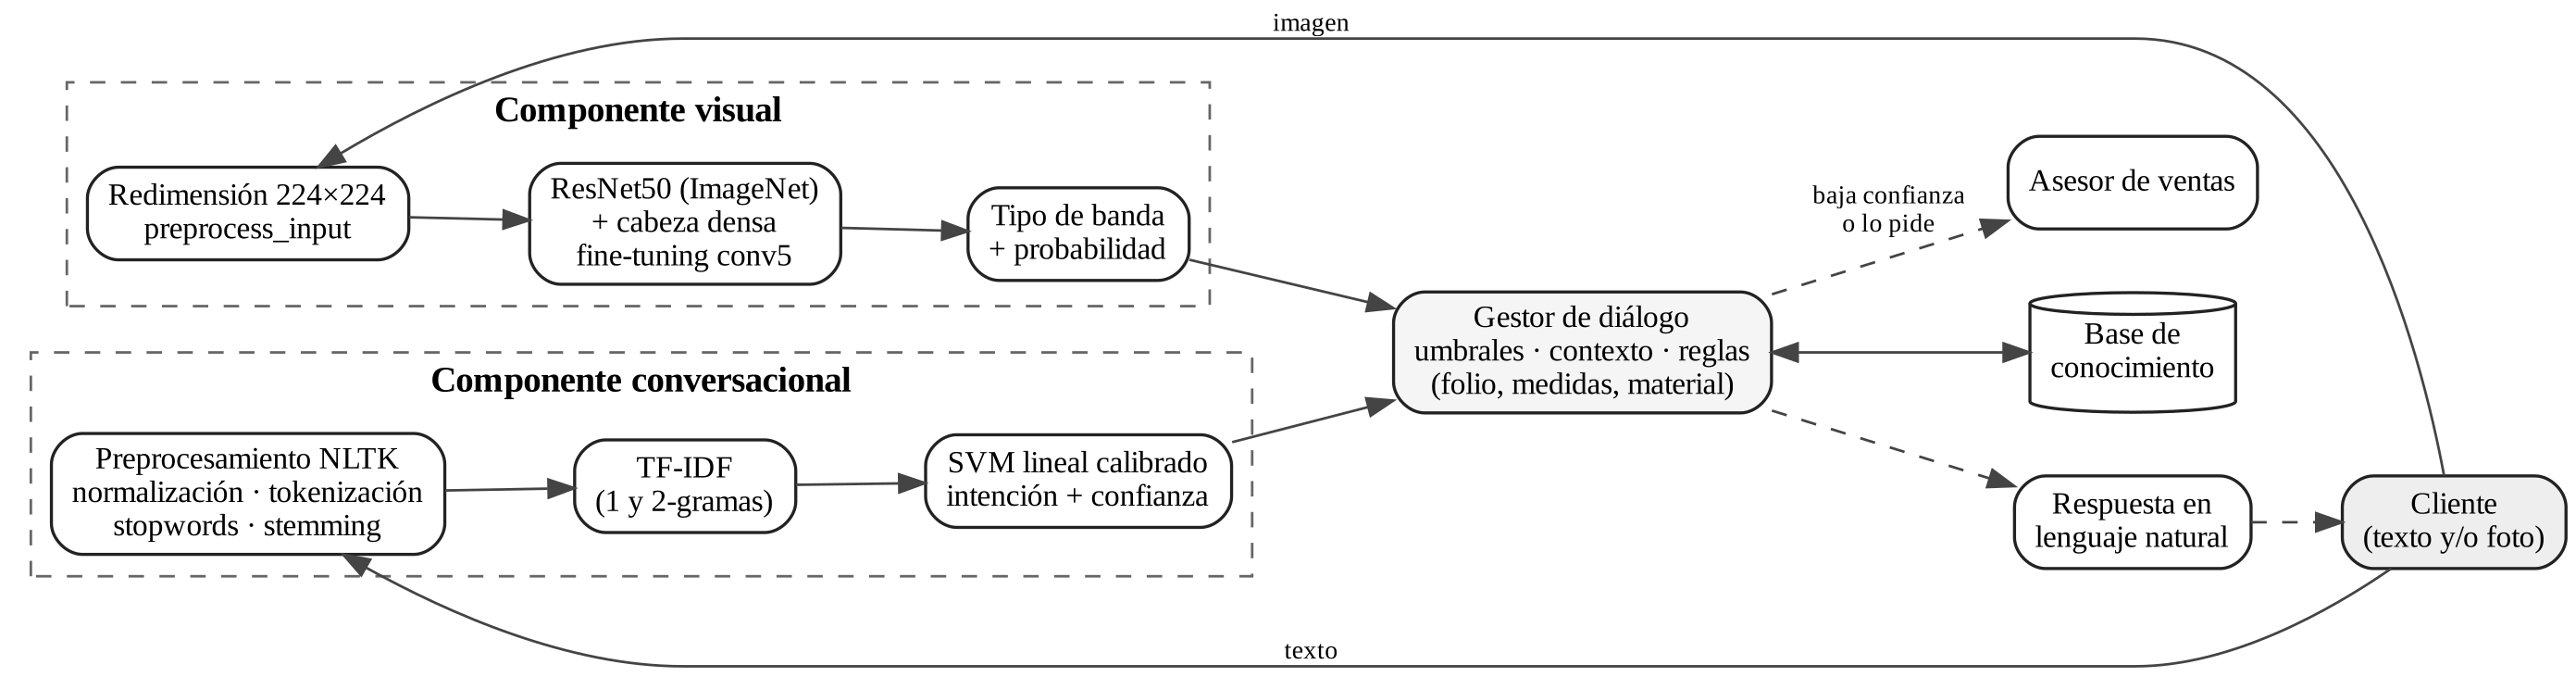 imagen
Componente visual
Redimensión 224×224
preprocess_input
ResNet50 (ImageNet)
+ cabeza densa
fine-tuning conv5
Tipo de banda
+ probabilidad
Componente conversacional
Preprocesamiento NLTK
normalización · tokenización
stopwords · stemming
TF-IDF
(1 y 2-gramas)
SVM lineal calibrado
intención + confianza
Gestor de diálogo
umbrales · contexto · reglas
(folio, medidas, material)
baja confianza
o lo pide
Asesor de ventas
Base de
conocimiento
Respuesta en
lenguaje natural
Cliente
(texto y/o foto)
texto